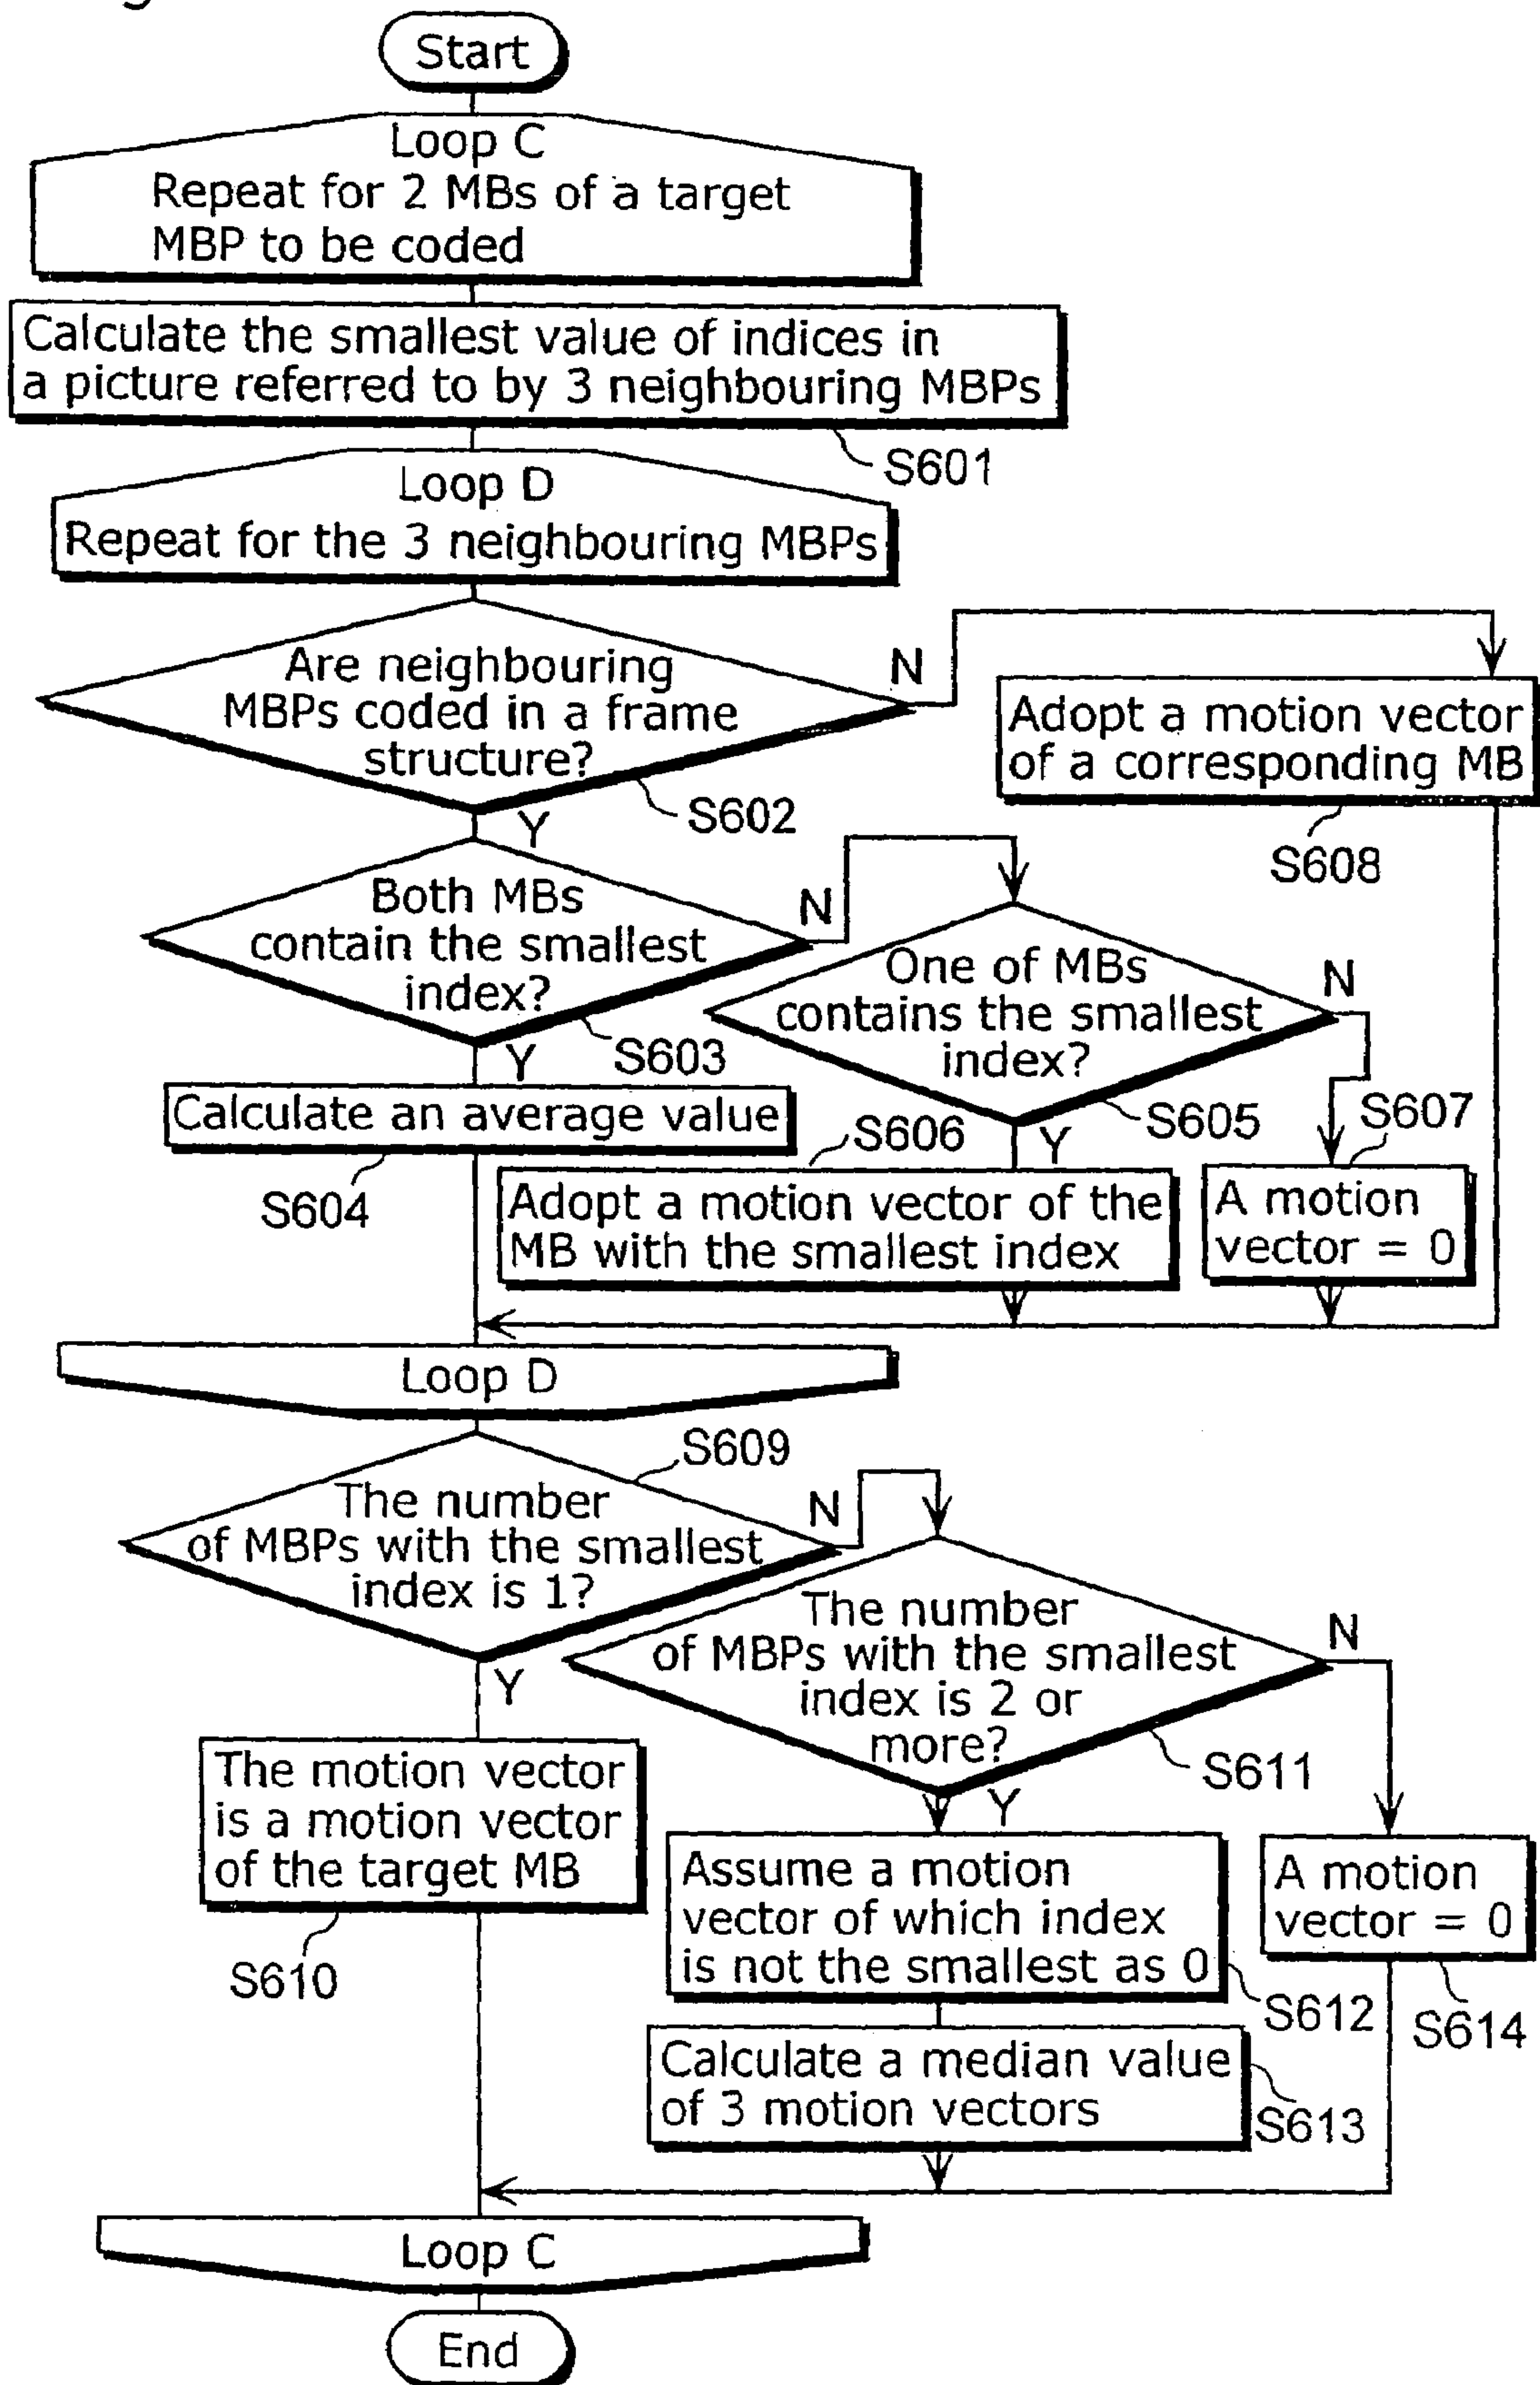 Start
Loop C
Repeat for 2 MBs of a target
MBP to be coded
Calculate the smallest value of indices in
a picture referred to by 3 neighbouring MBPs
S601
Loop D
Repeat for the 3 neighbouring MBPs
Are neighbouring
MBPs coded in a frame
structure?
N
S602
Y
Adopt a motion vector
of a corresponding MB
S608
Both MBs
contain the smallest
index?
N
S603
Y
One of MBs
contains the smallest
index?
N
S605
Y
Calculate an average value
S604
S606
Adopt a motion vector of the
MB with the smallest index
S607
A motion
vector = 0
Loop D
S609
The number
of MBPs with the smallest
index is 1?
N
Y
The number
of MBPs with the smallest
index is 2 or
more?
N
S611
Y
The motion vector
is a motion vector
of the target MB
S610
Assume a motion
vector of which index
is not the smallest as 0
S612
A motion
vector = 0
S614
Calculate a median value
of 3 motion vectors
S613
Loop C
End